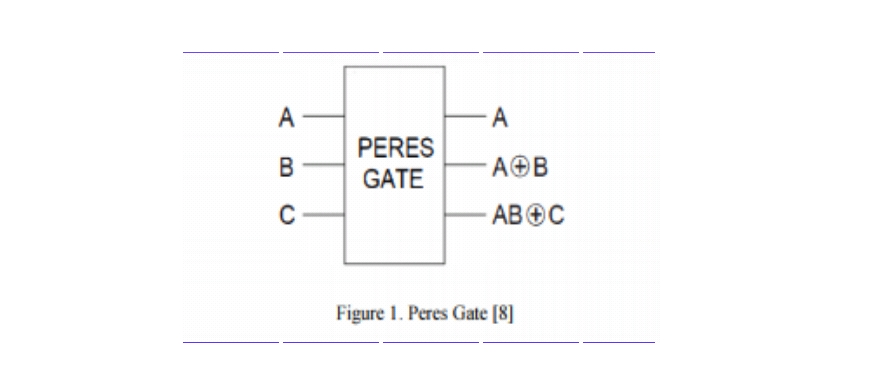 A A
PERES
B A⊕B
GATE
C AB⊕C
Figure 1. Peres Gate [8]